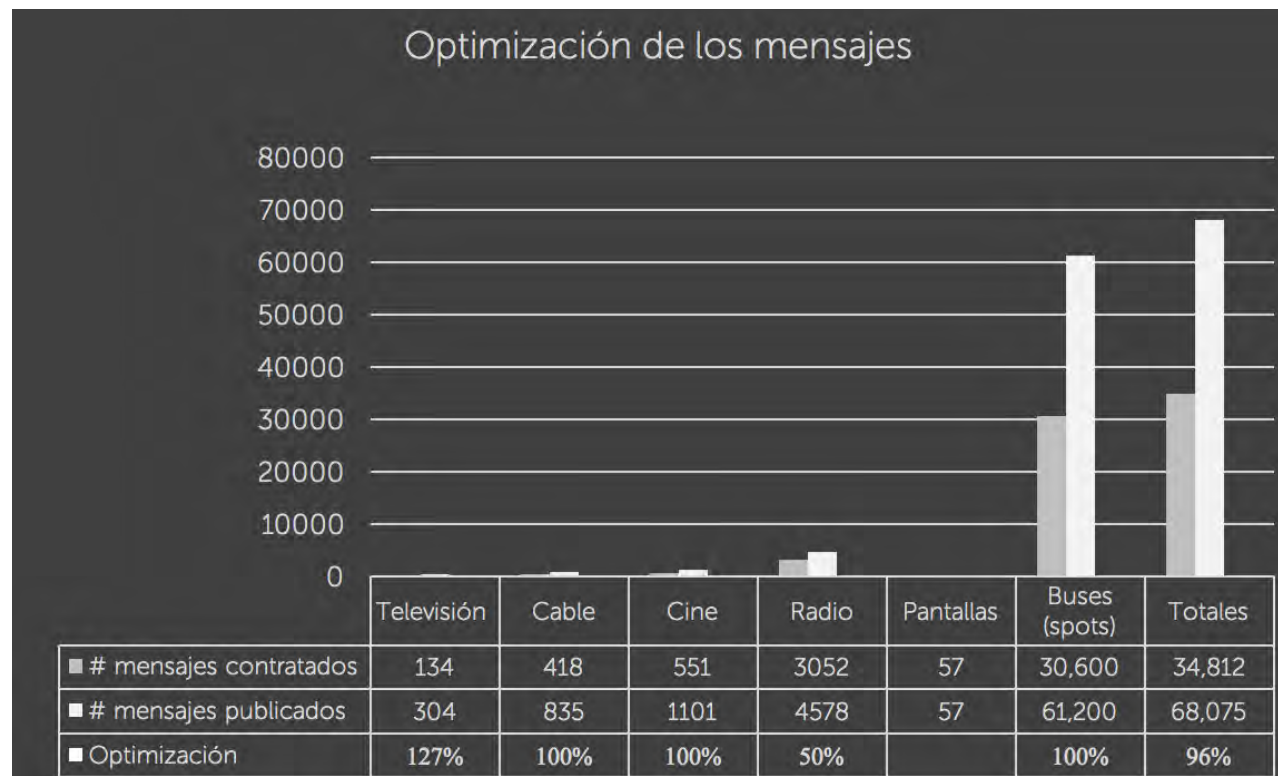 Optimización de los mensajes
80000
70000
60000
50000
40000
30000
20000
10000
0
Televisión Cable Cine Radio Pantallas Buses (spots) Totales
# mensajes contratados 134 418 551 3052 57 30,600 34,812
# mensajes publicados 304 835 1101 4578 57 61,200 68,075
Optimización 127% 100% 100% 50% 100% 96%